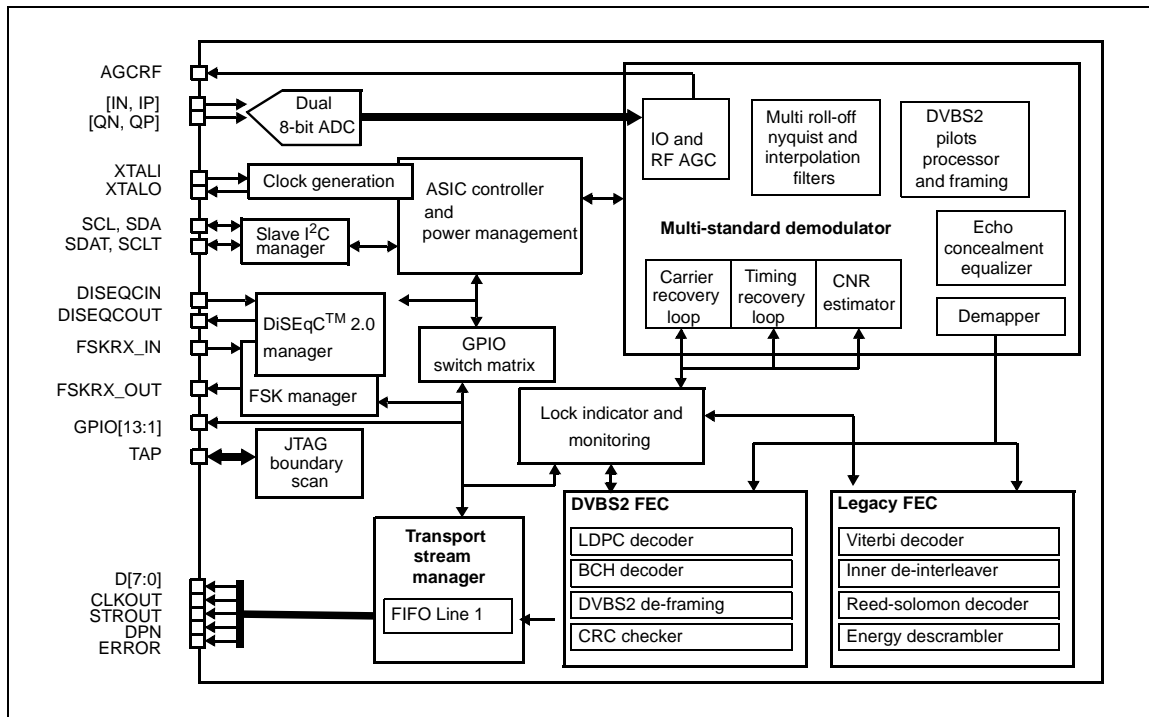 AGCRF
[IN, IP]
[QN, QP]
Dual
8-bit ADC
IO and
RF AGC
Multi roll-off
nyquist and
interpolation
filters
DVBS2
pilots
processor
and framing
XTALI
XTALO
Clock generation
ASIC controller
and
power management
SCL, SDA
SDAT, SCLT
Slave I²C
manager
Multi-standard demodulator
Echo
concealment
equalizer
Carrier
recovery
loop
Timing
recovery
loop
CNR
estimator
Demapper
DISEQCIN
DISEQCOUT
DiSEqC™ 2.0
manager
FSKRX_IN
FSKRX_OUT
FSK manager
GPIO
switch matrix
GPIO[13:1]
TAP
JTAG
boundary
scan
Lock indicator and
monitoring
DVBS2 FEC
LDPC decoder
BCH decoder
DVBS2 de-framing
CRC checker
Legacy FEC
Viterbi decoder
Inner de-interleaver
Reed-solomon decoder
Energy descrambler
Transport
stream
manager
FIFO Line 1
D[7:0]
CLKOUT
STROUT
DPN
ERROR